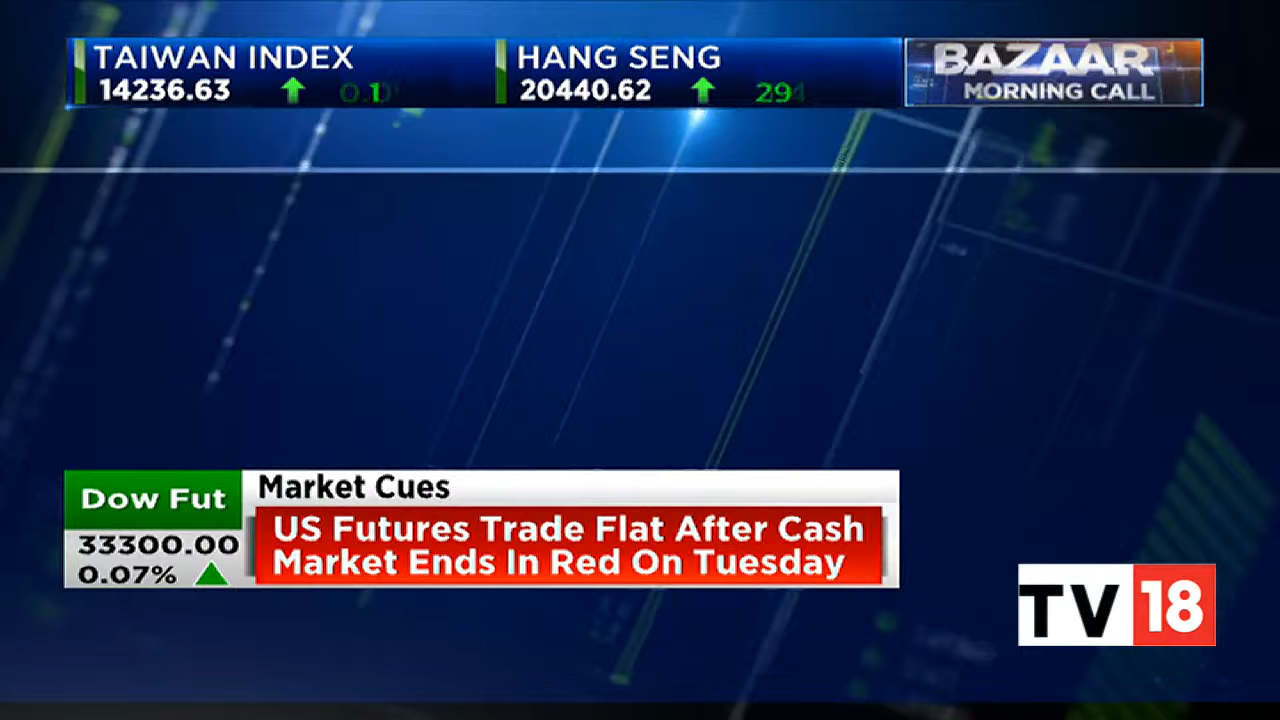 TAIWAN INDEX
14236.63
HANG SENG
20440.62
BAZAAR
MORNING CALL
Dow Fut
33300.00
0.07%
Market Cues
US Futures Trade Flat After Cash
Market Ends In Red On Tuesday
TV18